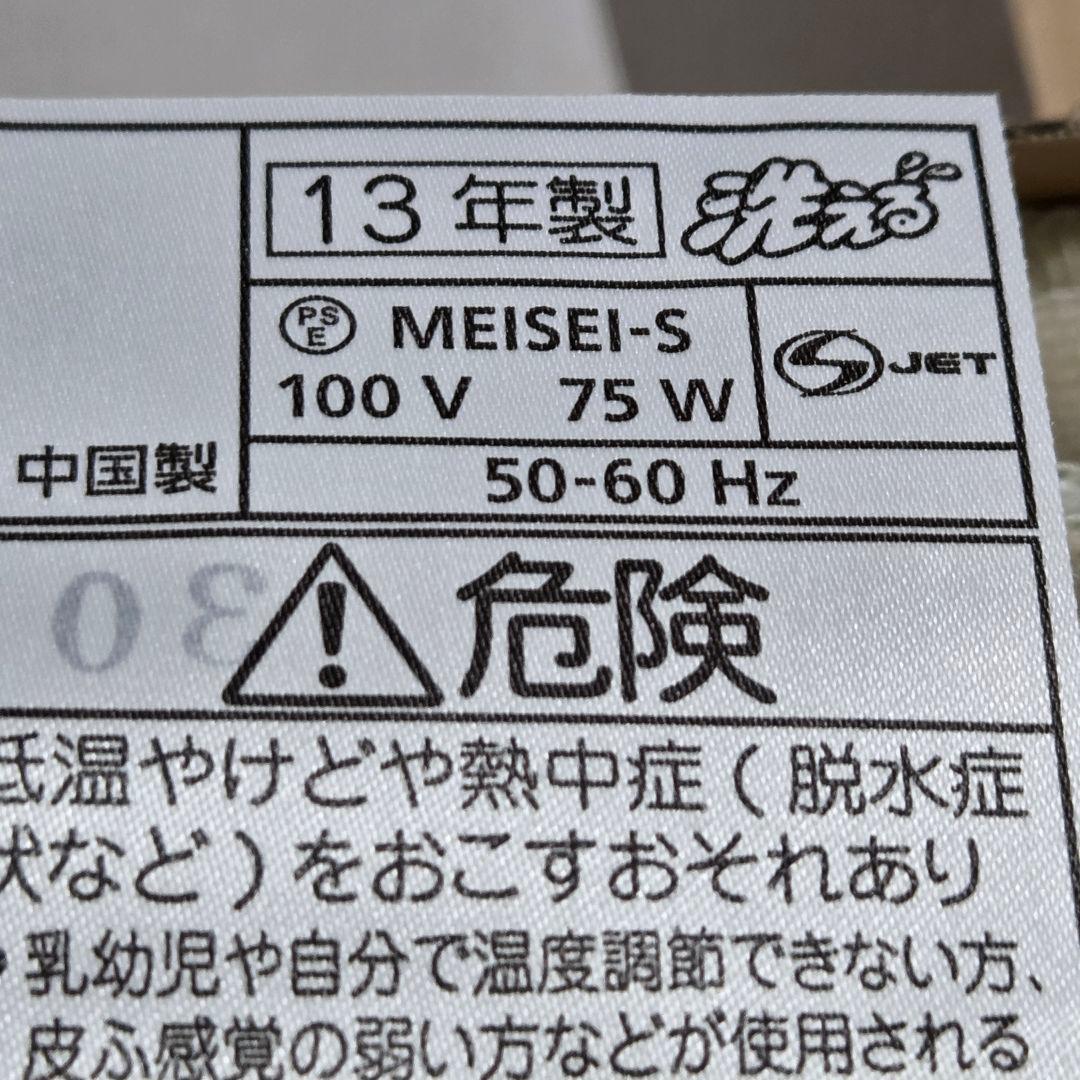 13年製
洗える
PSE MEISEI-S
100 V 75 W
JET
中国製
50-60 Hz
30
危険
低温やけどや熱中症(脱水症
状など)をおこすおそれあり
•乳幼児や自分で温度調節できない方、
皮ふ感覚の弱い方などが使用される